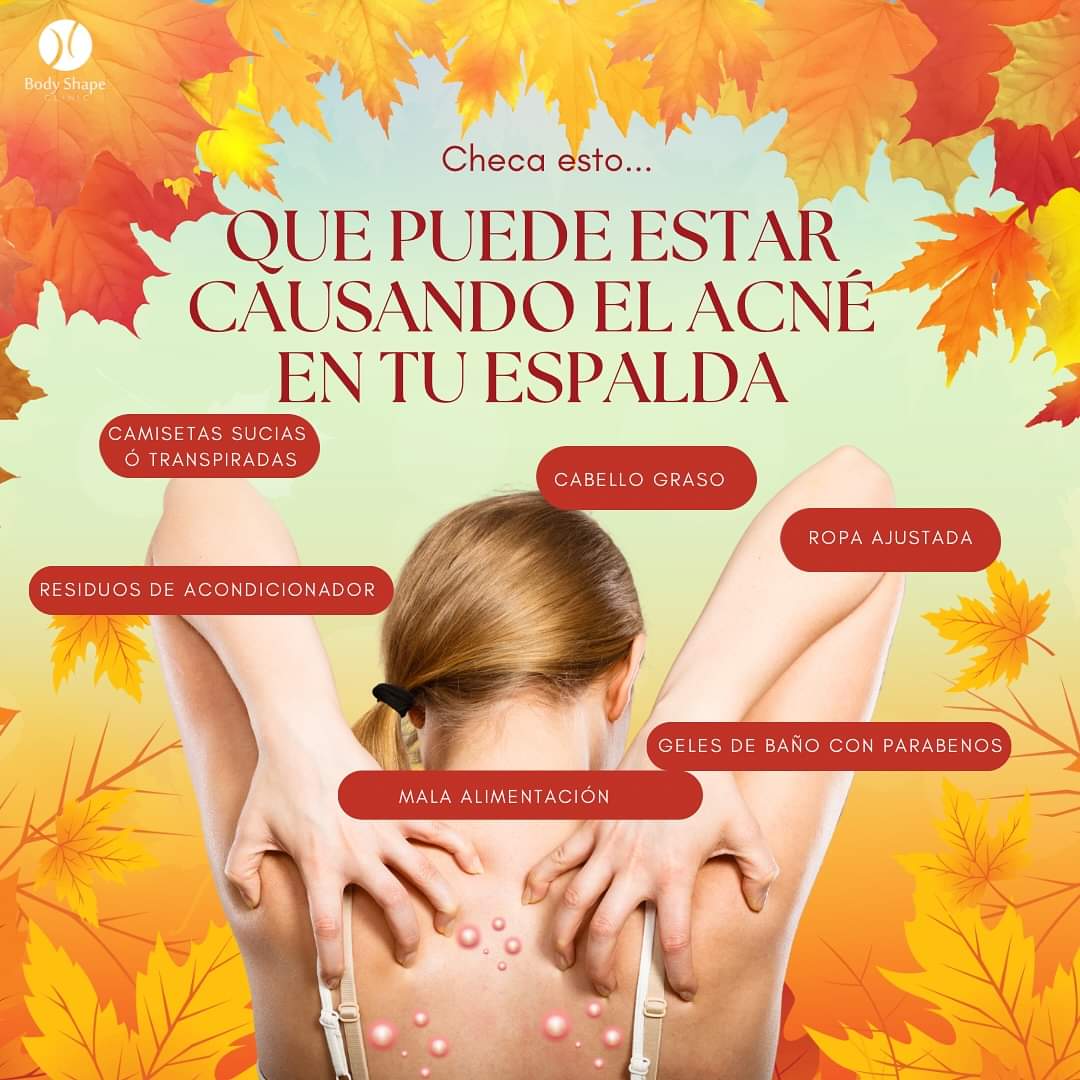 Body Shape
CLINIC
Checa esto...
QUE PUEDE ESTAR
CAUSANDO EL ACNÉ
EN TU ESPALDA
CAMISETAS SUCIAS
Ó TRANSPIRADAS
CABELLO GRASO
ROPA AJUSTADA
RESIDUOS DE ACONDICIONADOR
GELES DE BAÑO CON PARABENOS
MALA ALIMENTACIÓN